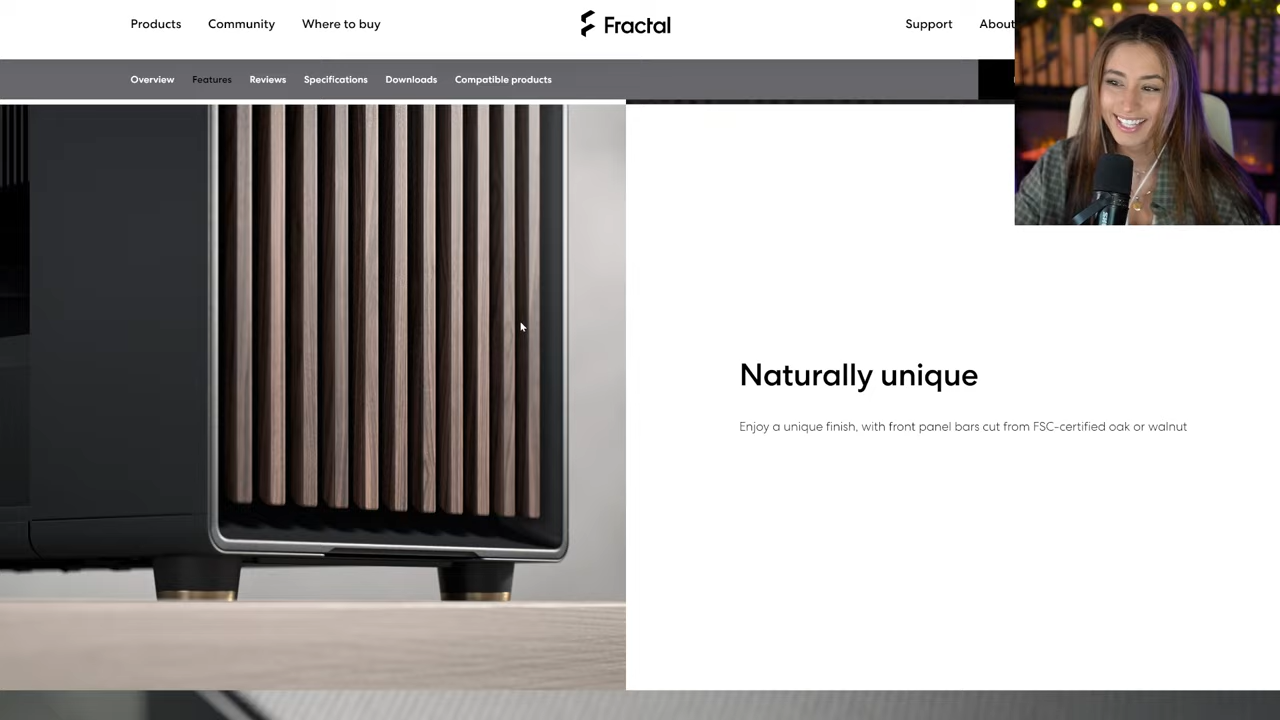 Products Community Where to buy Fractal Support About
Overview Features Reviews Specifications Downloads Compatible products
Naturally unique
Enjoy a unique finish, with front panel bars cut from FSC-certified oak or walnut